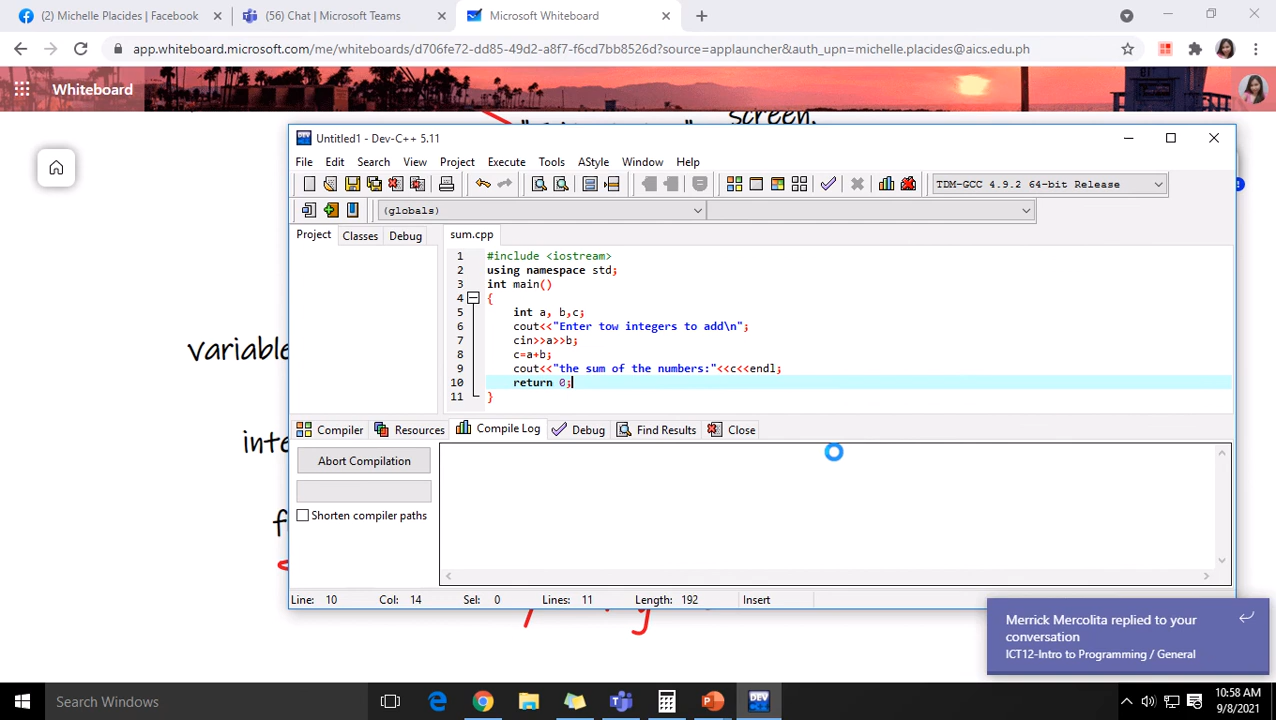 (2) Michelle Placides | Facebook
(56) Chat | Microsoft Teams
Microsoft Whiteboard
app.whiteboard.microsoft.com/me/whiteboards/d706fe72-dd85-49d2-a8f7-f6cd7bb8526d?source=applauncher&auth_upn=michelle.placides@aics.edu.ph
Whiteboard
screen.
Untitled1 - Dev-C++ 5.11
File Edit Search View Project Execute Tools AStyle Window Help
TDM-GCC 4.9.2 64-bit Release
(globals)
Project Classes Debug
sum.cpp
1 #include <iostream>
2 using namespace std;
3 int main()
4 {
5 int a, b,c;
6 cout<<"Enter tow integers to add\n";
7 cin>>a>>b;
8 c=a+b;
9 cout<<"the sum of the numbers:"<<c<<endl;
10 return 0;
11 }
variable
Compiler Resources Compile Log Debug Find Results Close
inte
Abort Compilation
Shorten compiler paths
f
Line: 10 Col: 14 Sel: 0 Lines: 11 Length: 192 Insert
Merrick Mercolita replied to your
conversation
ICT12-Intro to Programming / General
Search Windows
DEV
10:58 AM
9/8/2021